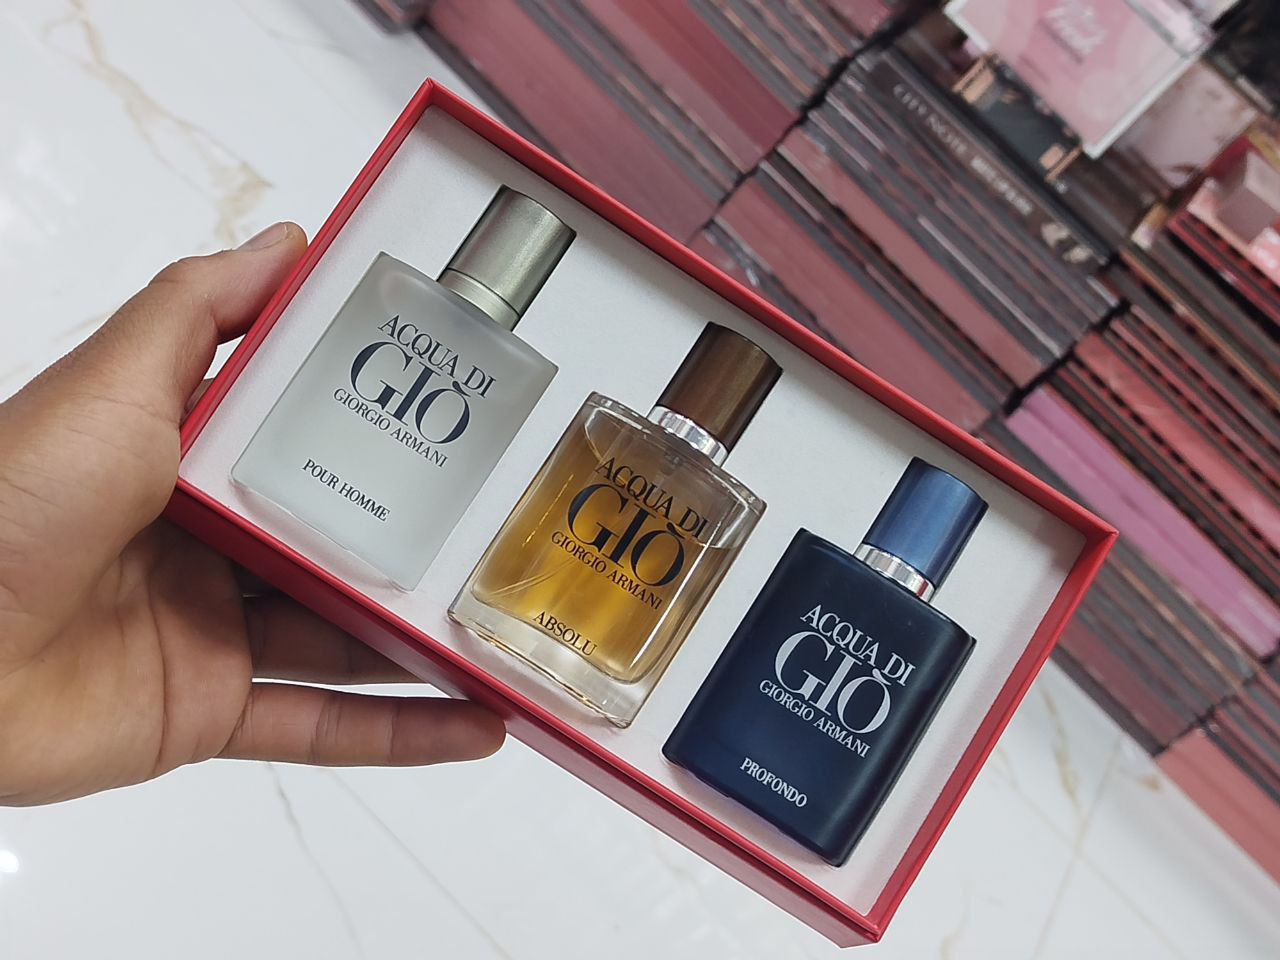 ACQUA DI
GIÒ
GIORGIO ARMANI
POUR HOMME
ACQUA DI
GIÒ
GIORGIO ARMANI
ABSOLU
ACQUA DI
GIÒ
GIORGIO ARMANI
PROFONDO